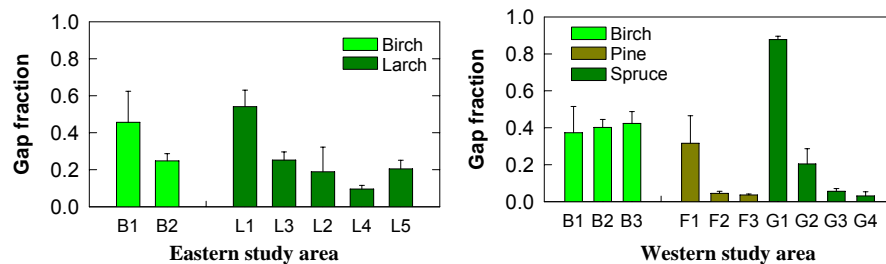 Gap fraction
1.0
0.8
0.6
0.4
0.2
0.0
Birch
Larch
B1 B2 L1 L3 L2 L4 L5
Eastern study area
Gap fraction
1.0
0.8
0.6
0.4
0.2
0.0
Birch
Pine
Spruce
B1 B2 B3 F1 F2 F3 G1 G2 G3 G4
Western study area